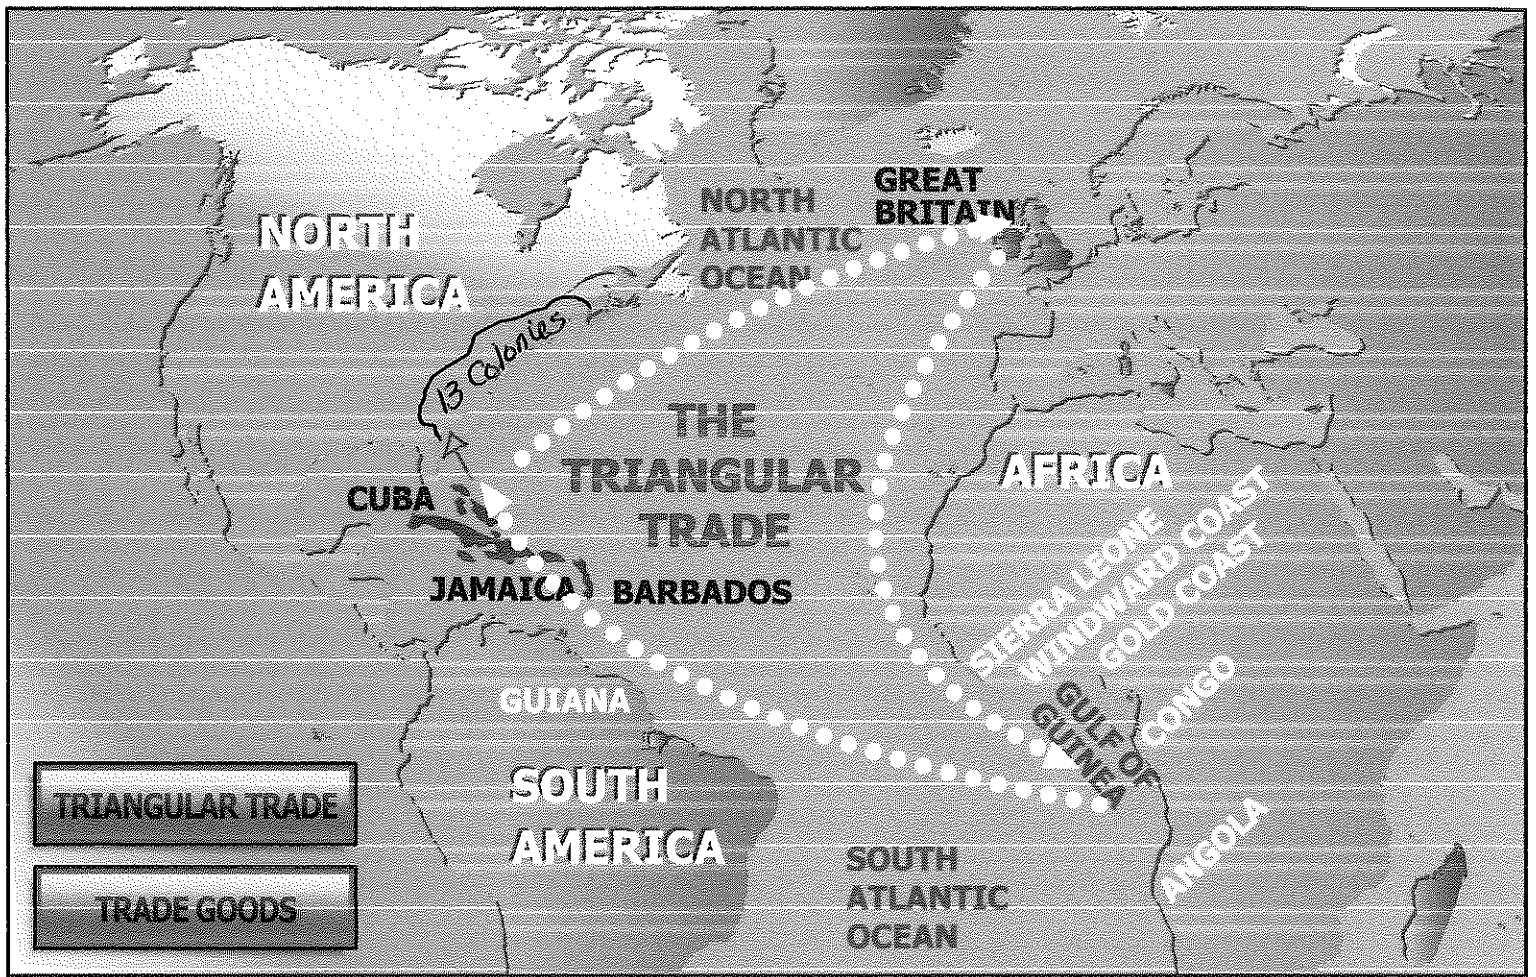 GREAT
BRITAIN
NORTH
ATLANTIC
OCEAN
NORTH
AMERICA
13 Colonies
THE
TRIANGULAR
TRADE
AFRICA
CUBA
JAMAICA
BARBADOS
SIERRA LEONE
WINDWARD COAST
GOLD COAST
GULF OF
GUINEA
CONGO
ANGOLA
GUIANA
SOUTH
AMERICA
SOUTH
ATLANTIC
OCEAN
TRIANGULAR TRADE
TRADE GOODS